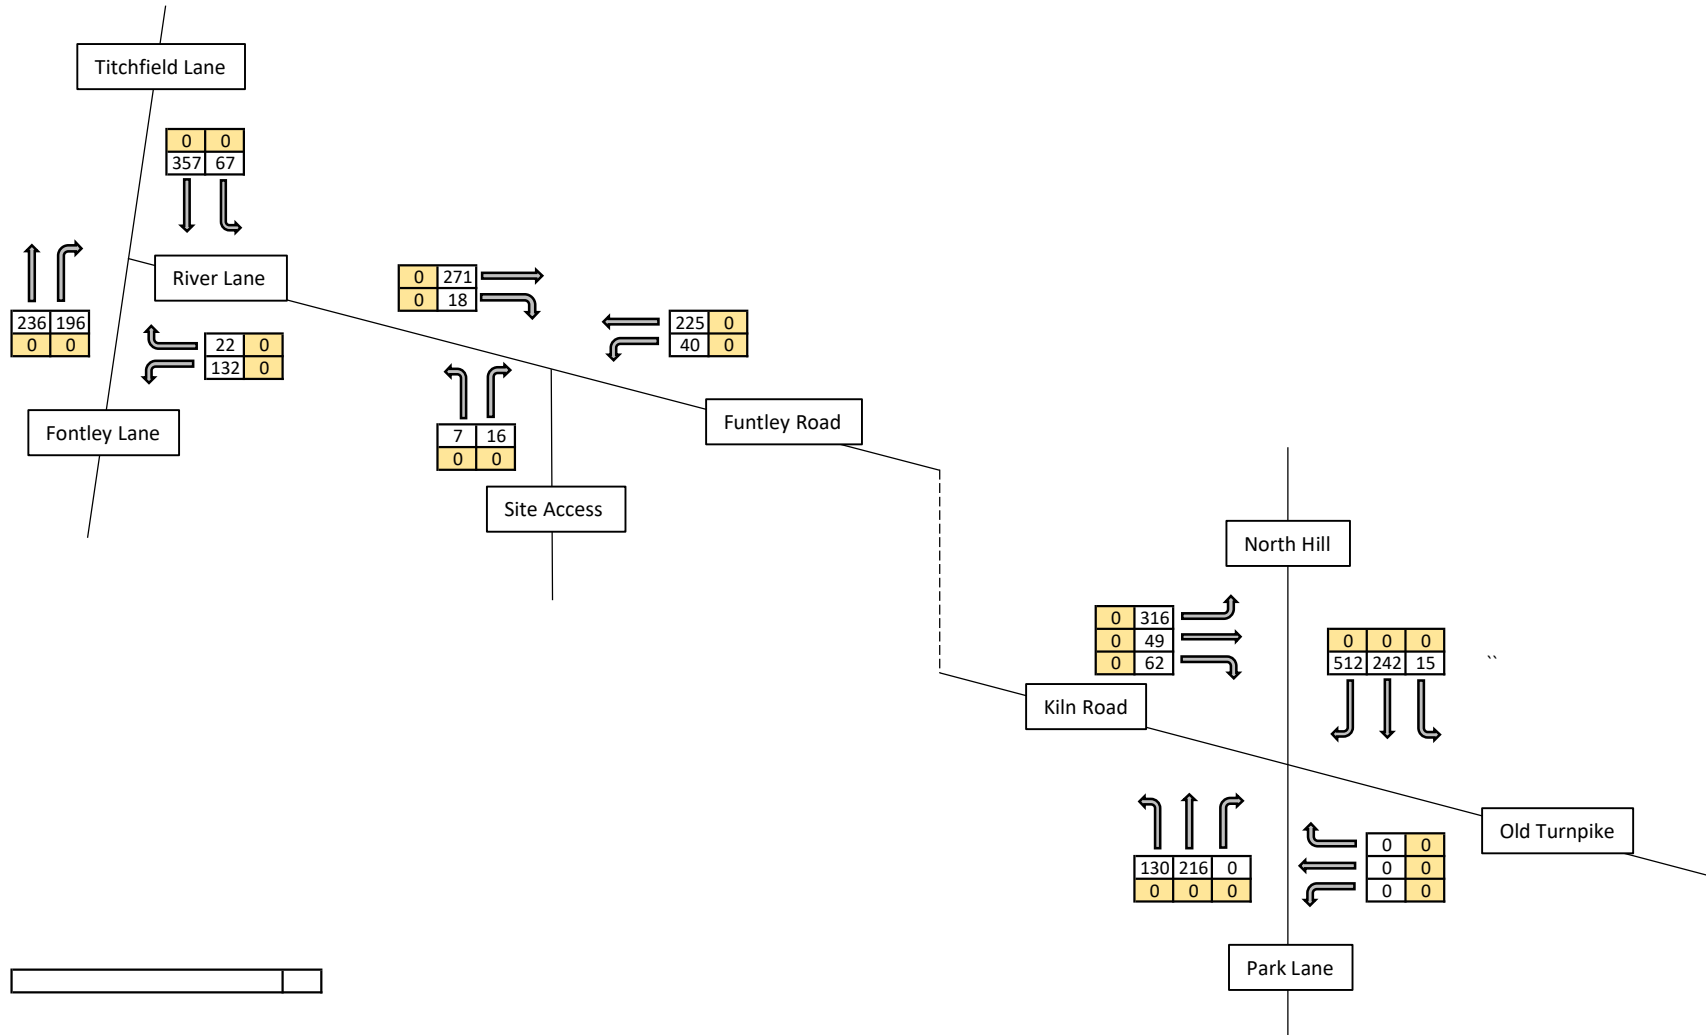 Titchfield Lane
0 0
357 67
River Lane
0 271
0 18
236 196
0 0
225 0
40 0
22 0
132 0
Fontley Lane
7 16
0 0
Funtley Road
Site Access
North Hill
0 316
0 49
0 62
0 0 0
512 242 15
``
Kiln Road
Old Turnpike
130 216 0
0 0 0
0 0
0 0
0 0
Park Lane